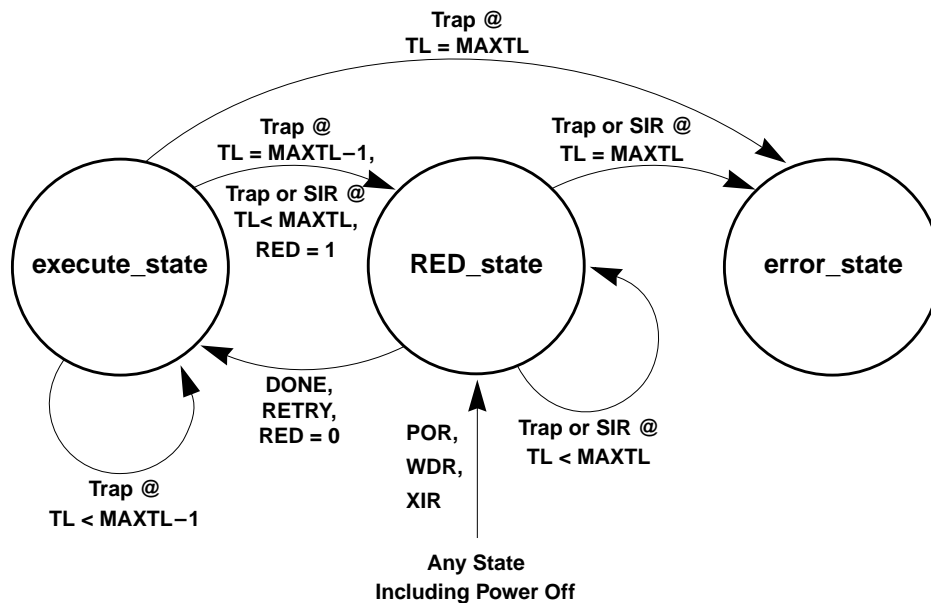 Trap @
TL = MAXTL
Trap @
TL = MAXTL–1,
Trap or SIR @
TL< MAXTL,
RED = 1
Trap or SIR @
TL = MAXTL
execute_state
RED_state
error_state
DONE,
RETRY,
RED = 0
Trap @
TL < MAXTL–1
POR,
WDR,
XIR
Trap or SIR @
TL < MAXTL
Any State
Including Power Off